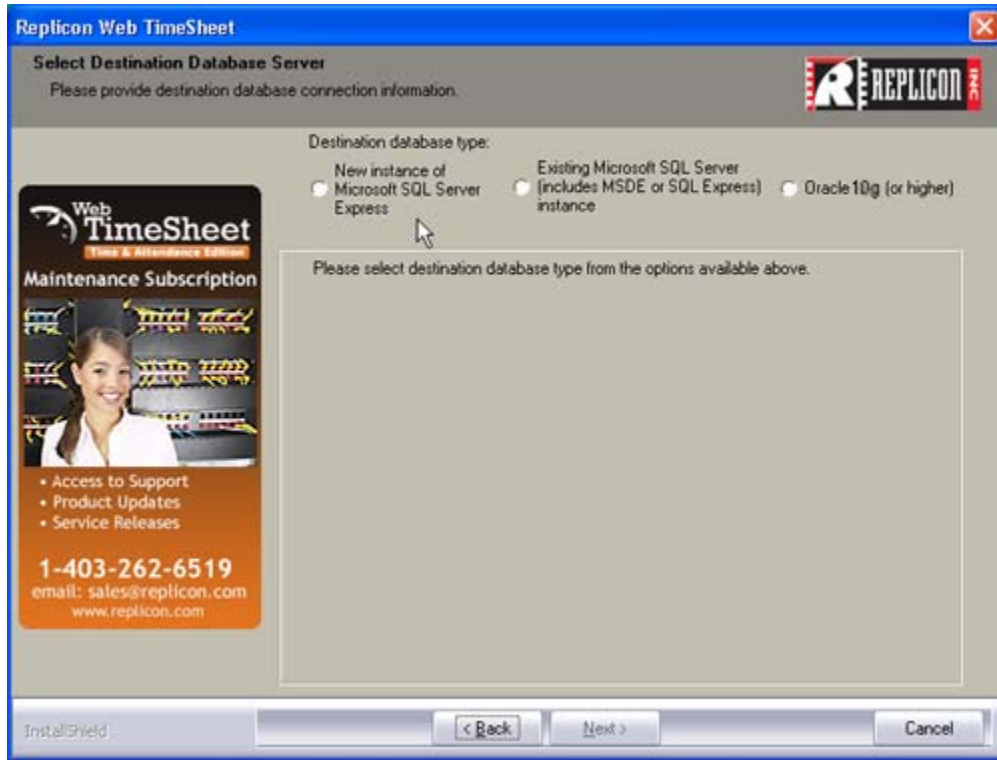 Replicon Web TimeSheet
Select Destination Database Server
Please provide destination database connection information.
REPLICON INC
Destination database type:
New instance of
Microsoft SQL Server
Express
Existing Microsoft SQL Server
(includes MSDE or SQL Express)
instance
Oracle 10g (or higher)
Please select destination database type from the options available above.
Web
TimeSheet
Time & Attendance Edition
Maintenance Subscription
• Access to Support
• Product Updates
• Service Releases
1-403-262-6519
email: sales@replicon.com
www.replicon.com
InstallShield
< Back
Next >
Cancel